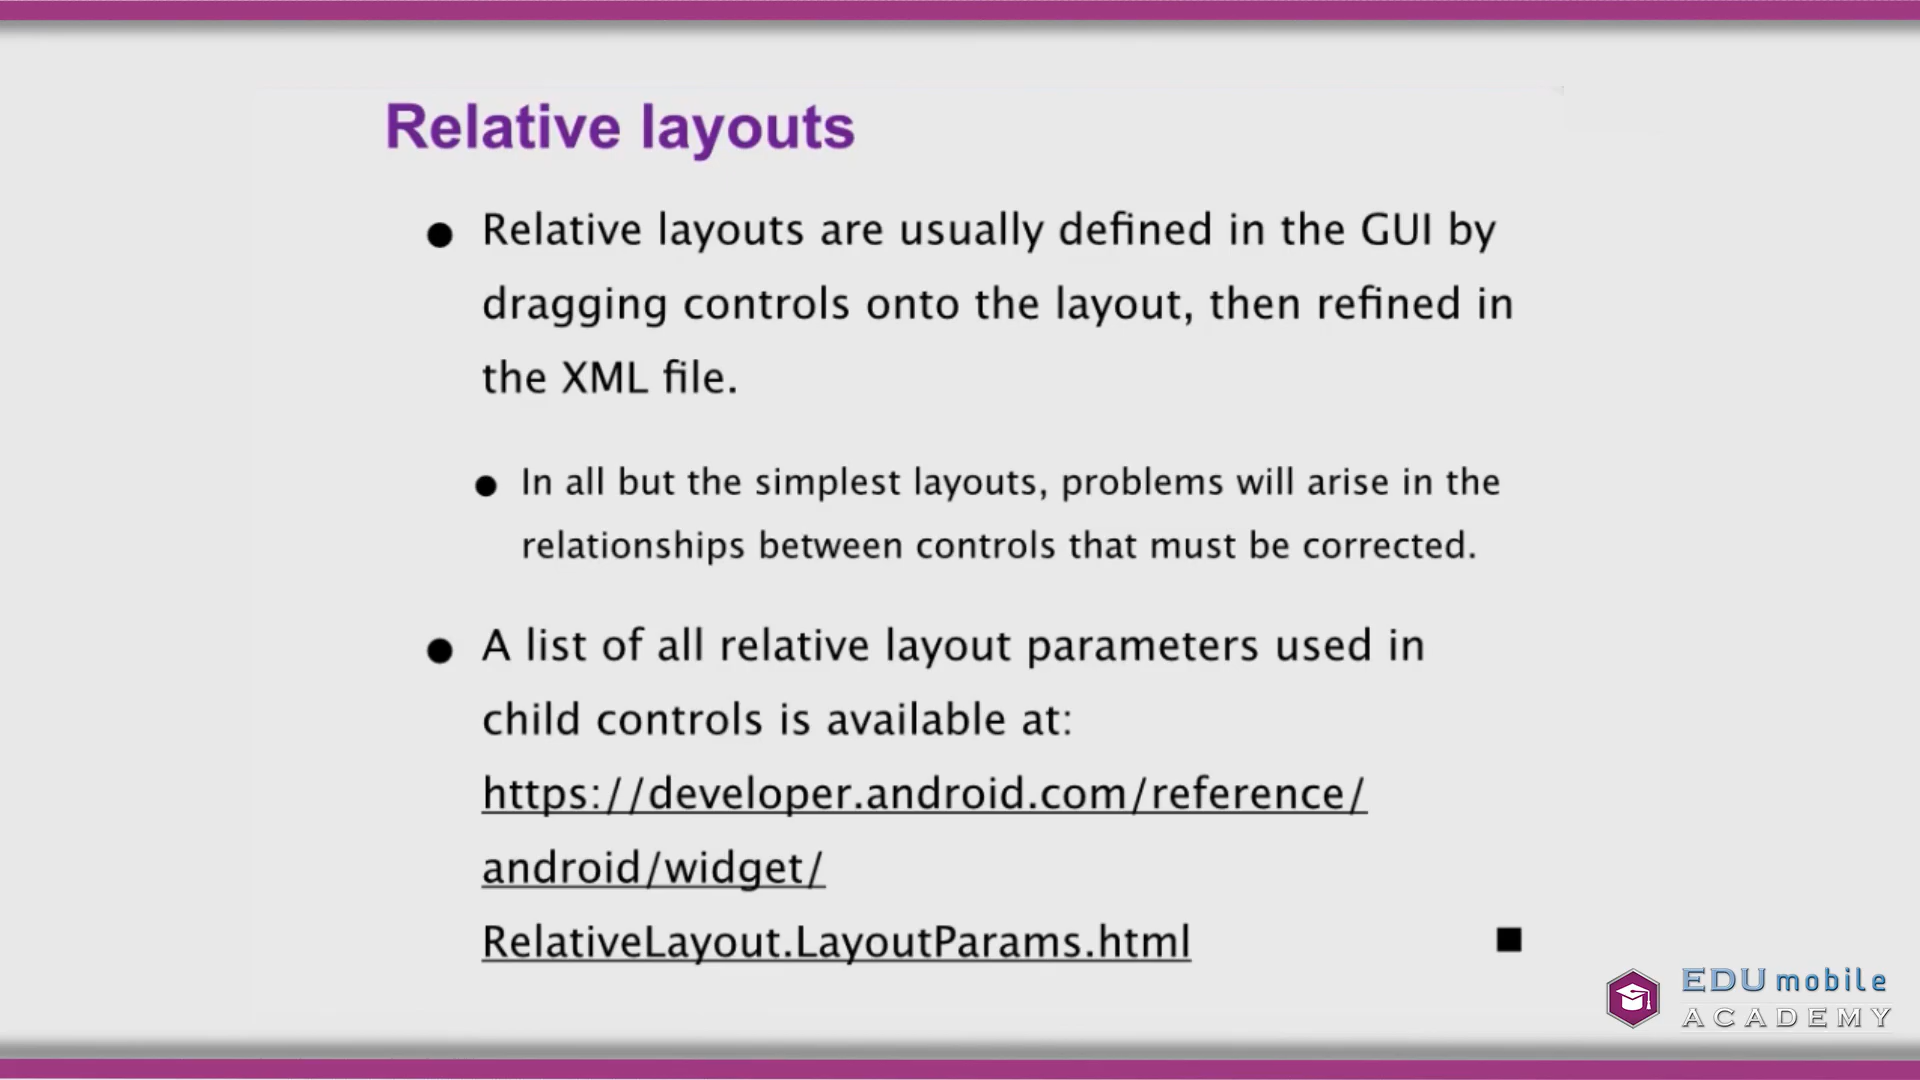 Relative layouts
● Relative layouts are usually defined in the GUI by
dragging controls onto the layout, then refined in
the XML file.
● In all but the simplest layouts, problems will arise in the
relationships between controls that must be corrected.
● A list of all relative layout parameters used in
child controls is available at:
https://developer.android.com/reference/
android/widget/
RelativeLayout.LayoutParams.html
EDU mobile
ACADEMY